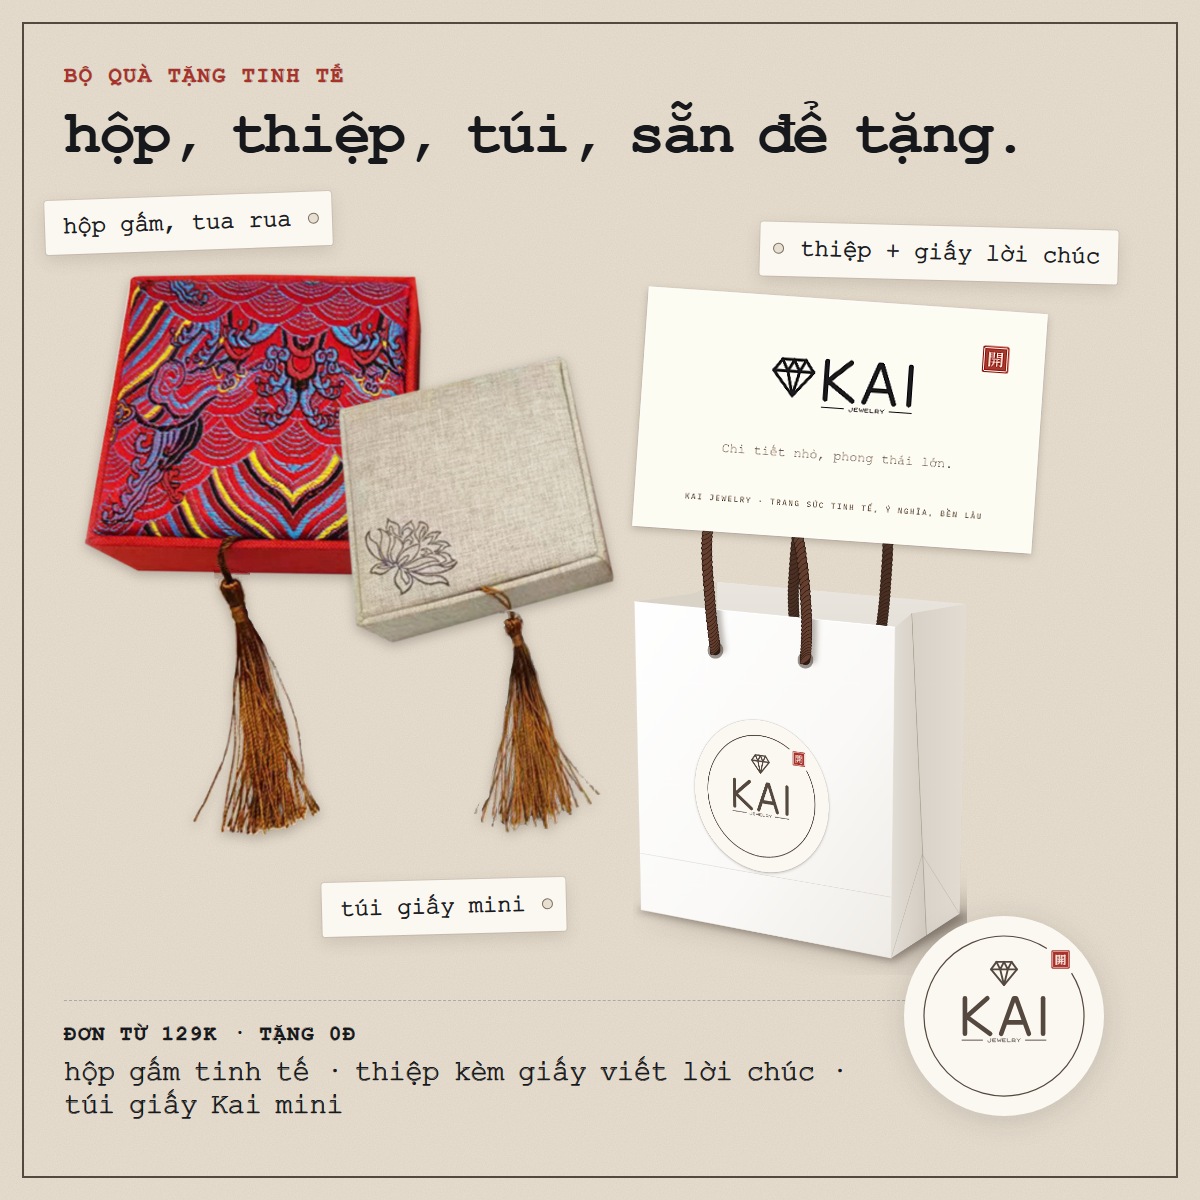 BỘ QUÀ TẶNG TINH TẾ
hộp, thiệp, túi, sẵn để tặng.
hộp gấm, tua rua
thiệp + giấy lời chúc
開
KAI
JEWELRY
Chi tiết nhỏ, phong thái lớn.
KAI JEWELRY · TRANG SỨC TINH TẾ, Ý NGHĨA, BỀN LÂU
開
KAI
JEWELRY
túi giấy mini
開
KAI
JEWELRY
ĐƠN TỪ 129K · TẶNG 0Đ
hộp gấm tinh tế · thiệp kèm giấy viết lời chúc ·
túi giấy Kai mini